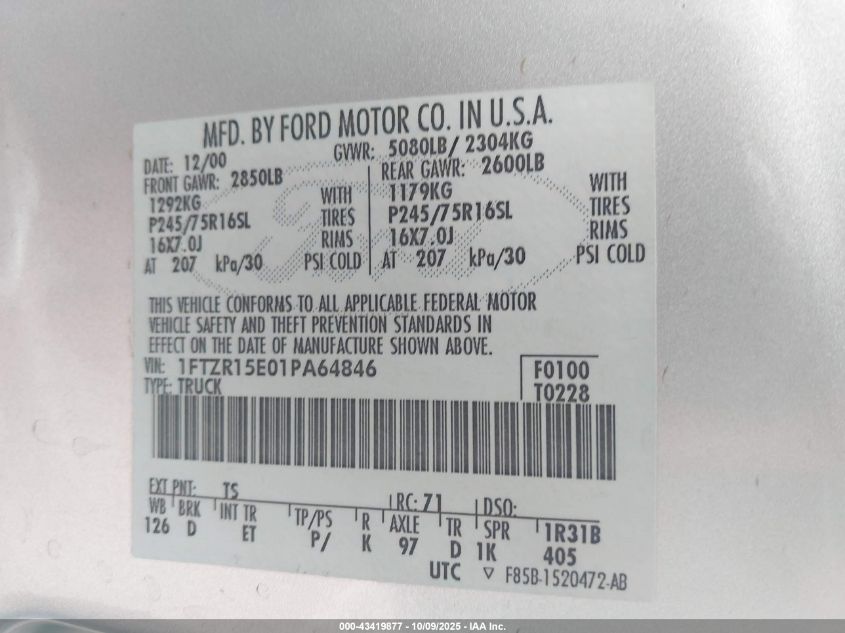 MFD. BY FORD MOTOR CO. IN U.S.A.
DATE: 12/00 GVWR: 5080LB/ 2304KG
FRONT GAWR: 2850LB REAR GAWR: 2600LB
1292KG WITH 1179KG WITH
P245/75R16SL TIRES P245/75R16SL TIRES
16X7.0J RIMS 16X7.0J RIMS
AT 207 kPa/30 PSI COLD AT 207 kPa/30 PSI COLD
THIS VEHICLE CONFORMS TO ALL APPLICABLE FEDERAL MOTOR
VEHICLE SAFETY AND THEFT PREVENTION STANDARDS IN
EFFECT ON THE DATE OF MANUFACTURE SHOWN ABOVE.
VIN: 1FTZR15E01PA64846 F0100
TYPE: TRUCK T0228
EXT PNT: TS RC: 71 DSO:
WB BRK INT TR TP/PS R AXLE TR SPR 1R31B
126 D ET P/ K 97 D 1K 405
UTC ▽ F85B-1520472-AB
000-43419877 - 10/09/2025 - IAA Inc.